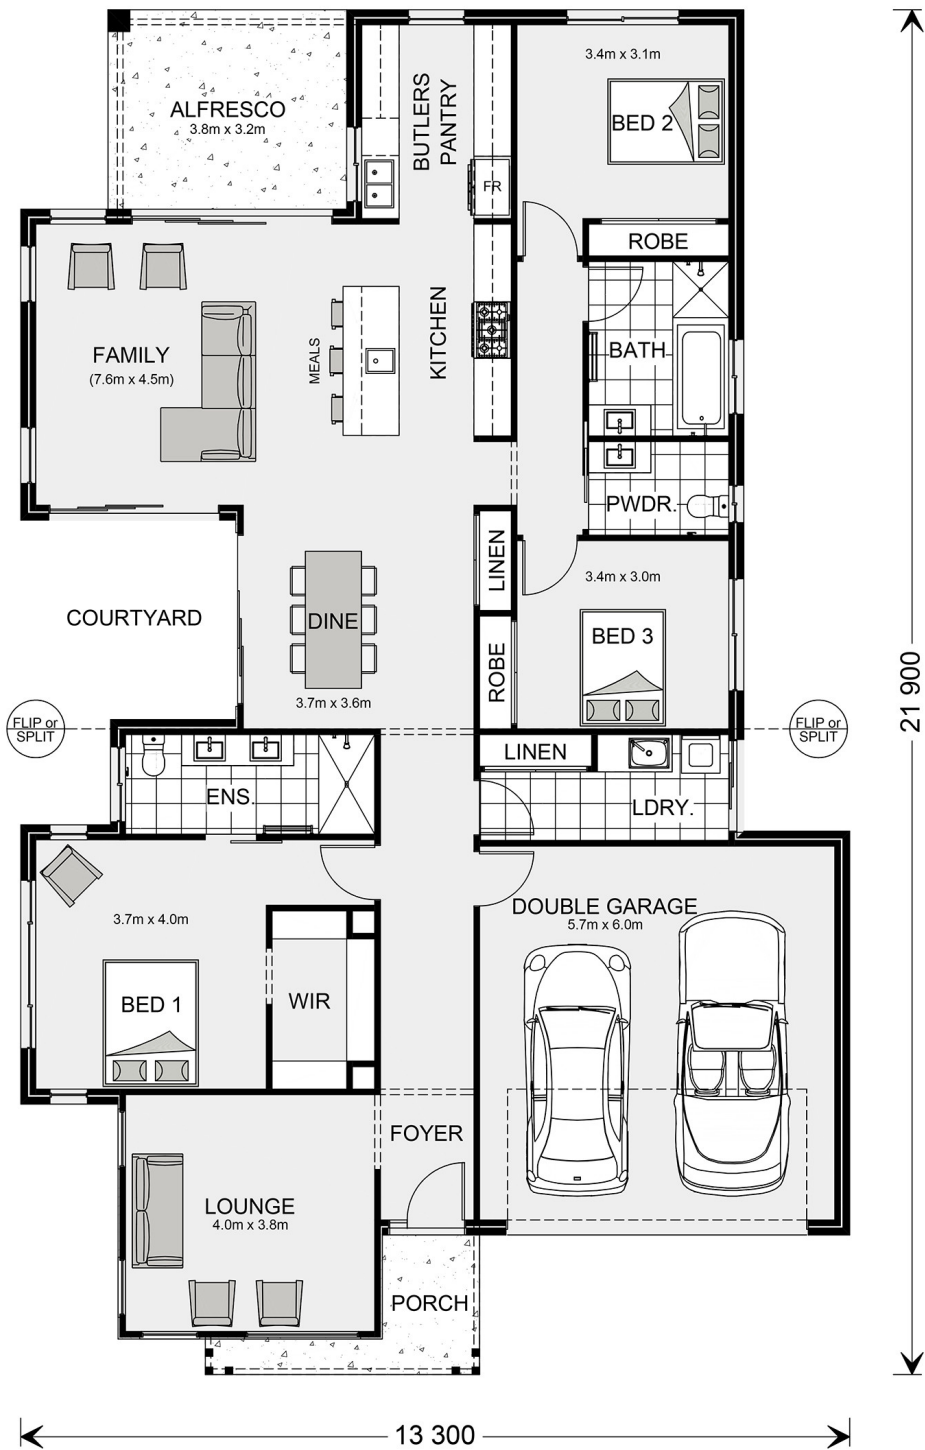 3.4m x 3.1m
BED 2
ALFRESCO
3.8m x 3.2m
BUTLERS
PANTRY
FR
ROBE
FAMILY
(7.6m x 4.5m)
MEALS
KITCHEN
BATH
PWDR.
LINEN
3.4m x 3.0m
BED 3
COURTYARD
DINE
3.7m x 3.6m
ROBE
FLIP or
SPLIT
FLIP or
SPLIT
21 900
LINEN
LDRY.
ENS.
3.7m x 4.0m
BED 1
WIR
DOUBLE GARAGE
5.7m x 6.0m
FOYER
LOUNGE
4.0m x 3.8m
PORCH
13 300